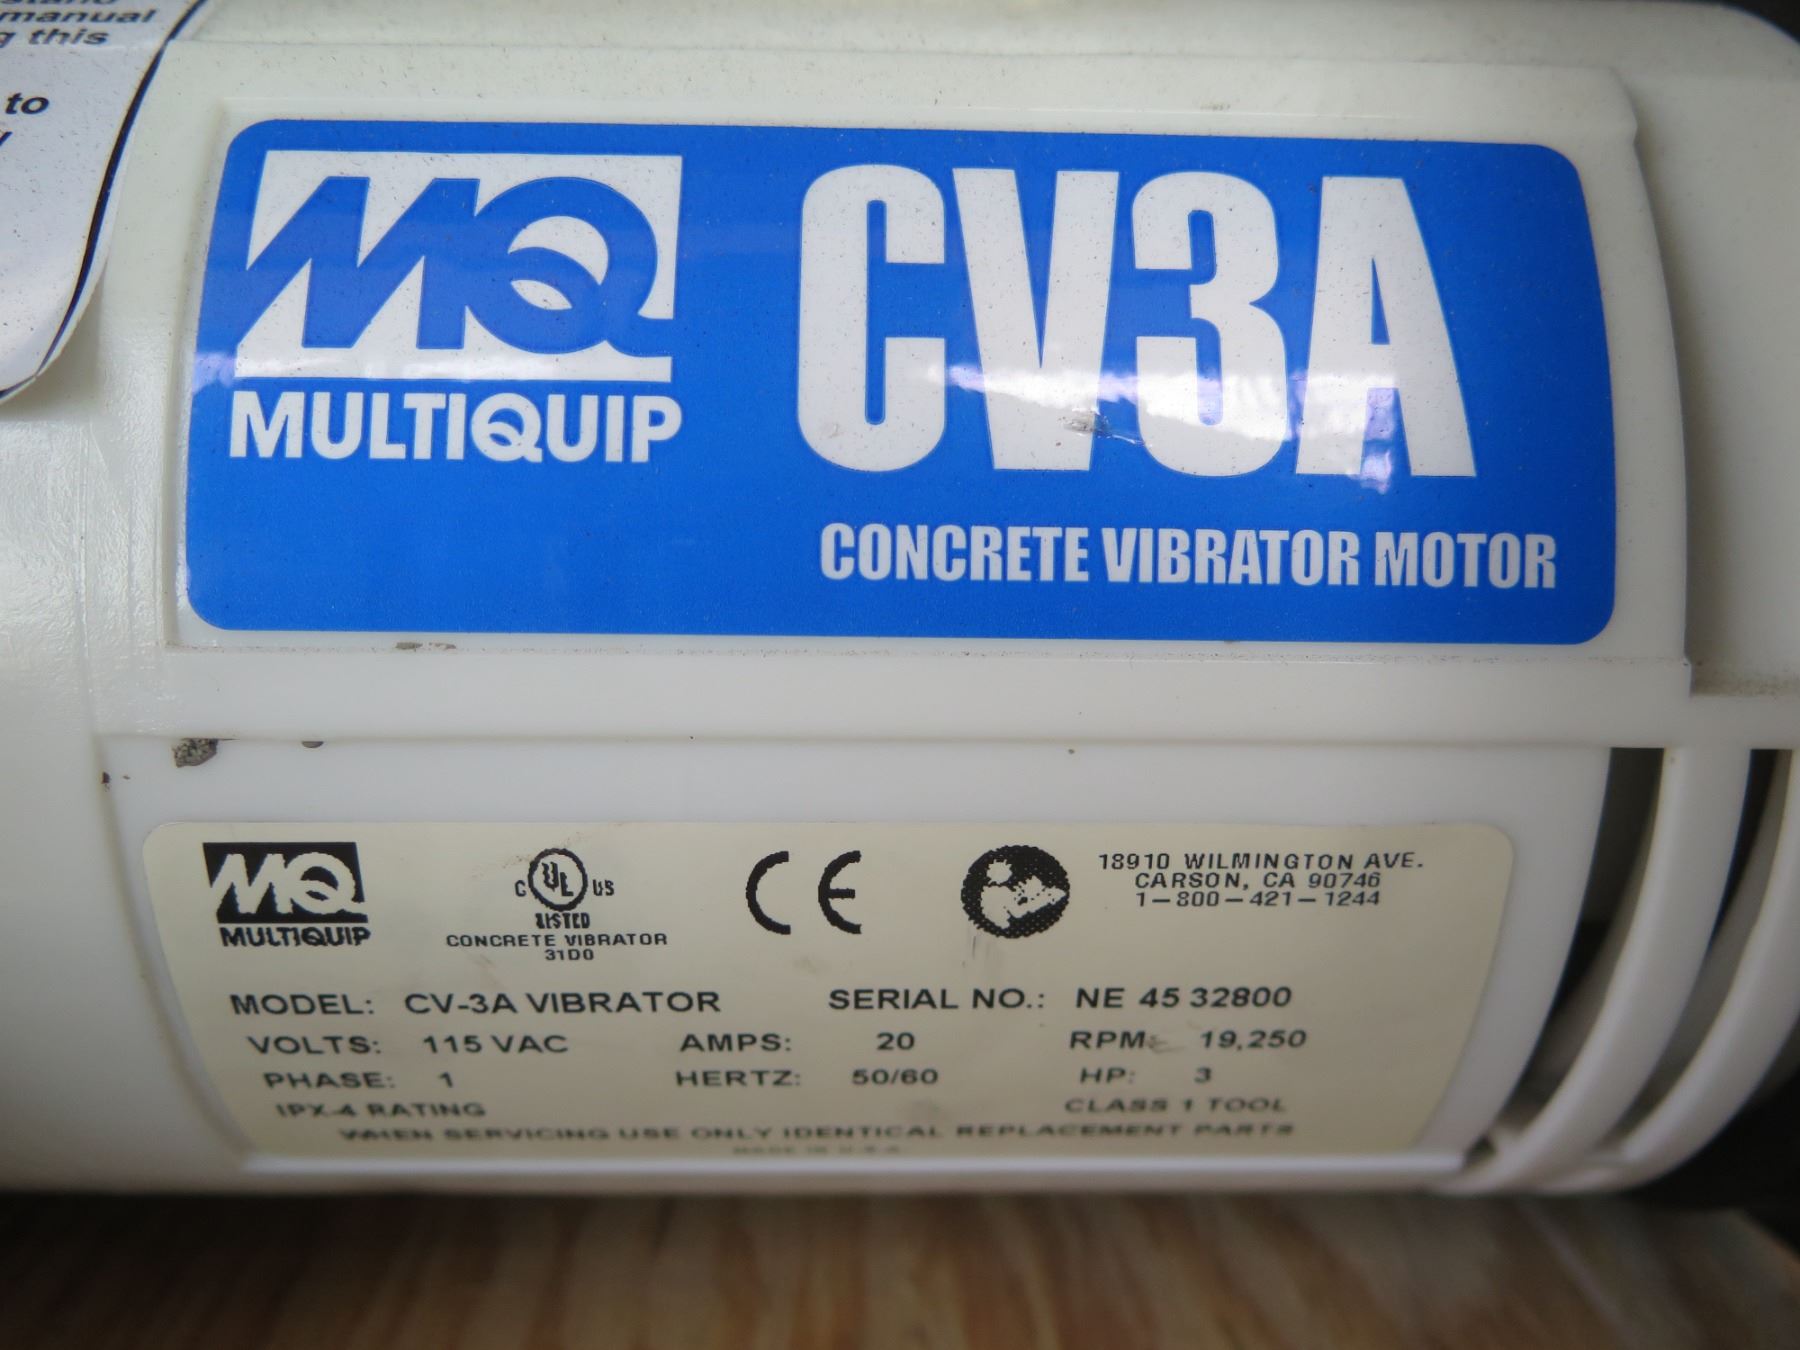 manual
this
to
MQ
MULTIQUIP
CV3A
CONCRETE VIBRATOR MOTOR
MQ
MULTIQUIP
C UL US
LISTED
CONCRETE VIBRATOR
31D0
CE
18910 WILMINGTON AVE.
CARSON, CA 90746
1-800-421-1244
MODEL: CV-3A VIBRATOR SERIAL NO.: NE 45 32800
VOLTS: 115 VAC AMPS: 20 RPM: 19,250
PHASE: 1 HERTZ: 50/60 HP: 3
IPX-4 RATING CLASS 1 TOOL
WHEN SERVICING USE ONLY IDENTICAL REPLACEMENT PARTS
MADE IN U.S.A.